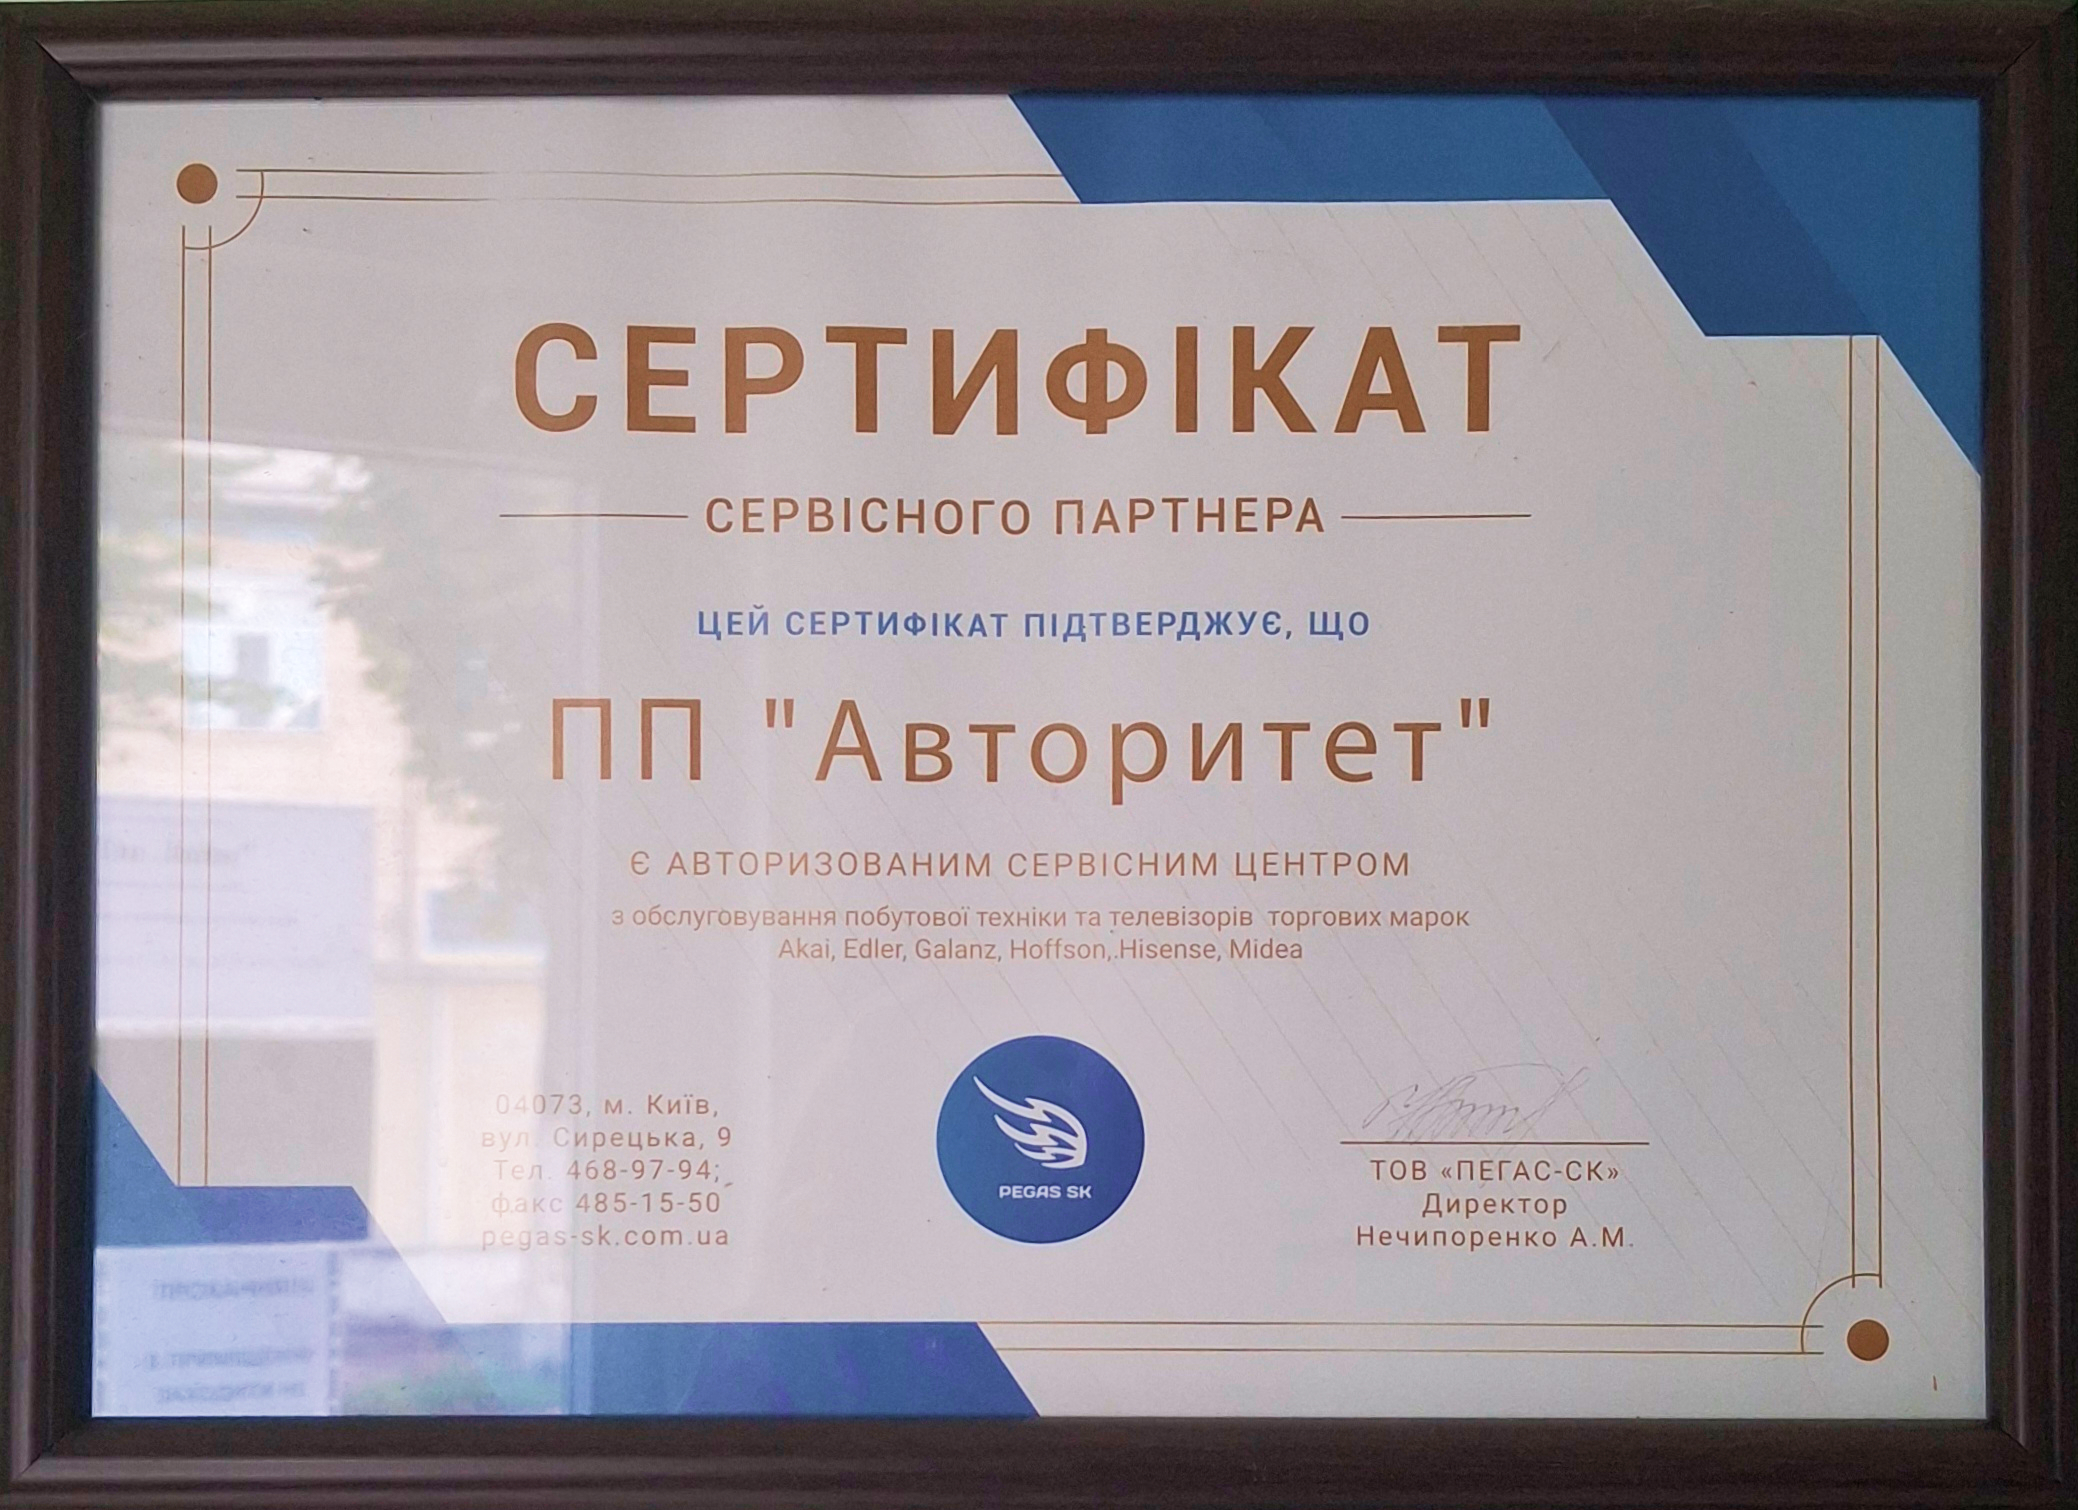 СЕРТИФІКАТ
СЕРВІСНОГО ПАРТНЕРА
ЦЕЙ СЕРТИФІКАТ ПІДТВЕРДЖУЄ, ЩО
ПП "Авторитет"
Є АВТОРИЗОВАНИМ СЕРВІСНИМ ЦЕНТРОМ
з обслуговування побутової техніки та телевізорів торгових марок
Akai, Edler, Galanz, Hoffson, Hisense, Midea
04073, м. Київ,
вул. Сирецька, 9
Тел. 468-97-94;
факс 485-15-50
pegas-sk.com.ua
PEGAS SK
ТОВ «ПЕГАС-СК»
Директор
Нечипоренко А.М.